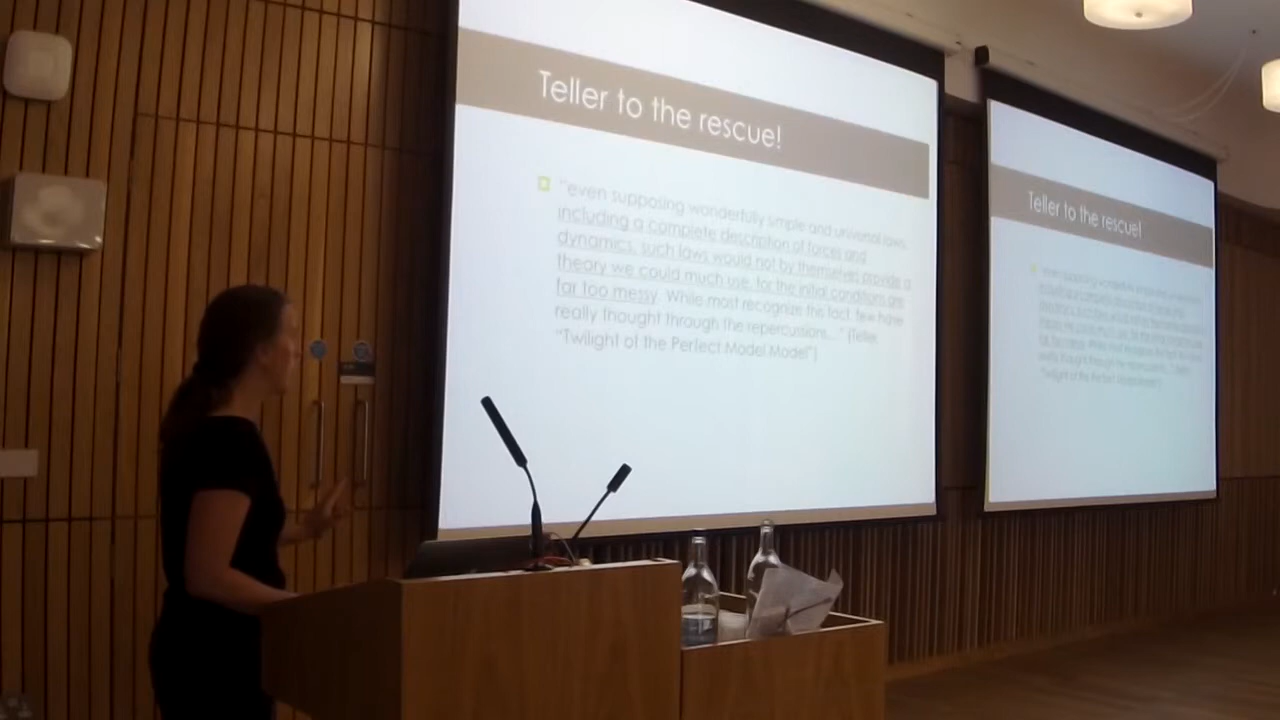 Teller to the rescue!
"even supposing wonderfully simple and universal laws,
including a complete description of forces and
dynamics, such laws would not by themselves provide a
theory we could much use, for the initial conditions are
far too messy. While most recognize this fact, few have
really thought through the repercussions..." (Teller,
"Twilight of the Perfect Model Model")
Teller to the rescue!